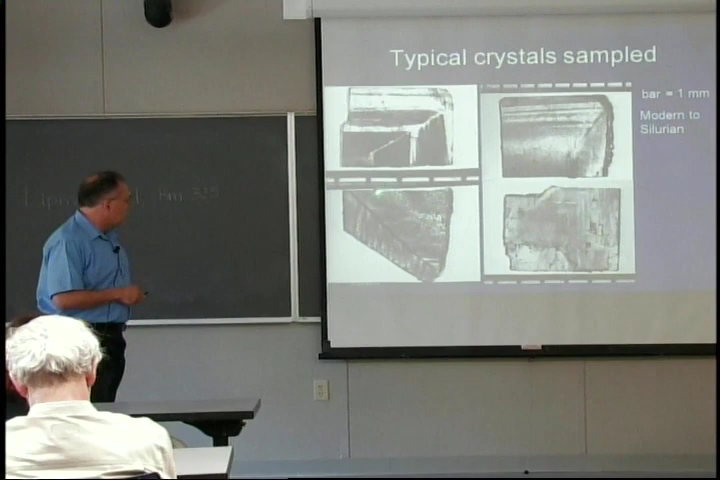 Typical crystals sampled
bar = 1 mm
Modern to
Silurian